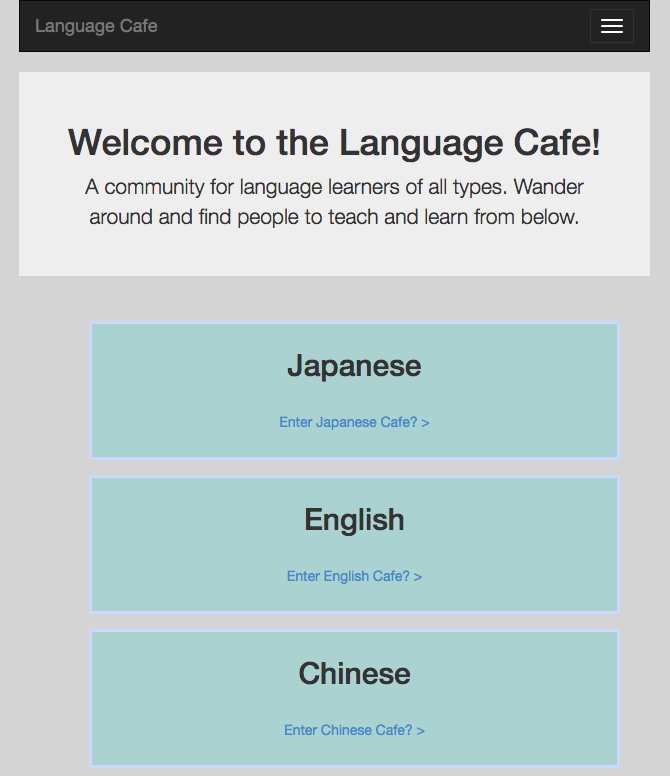 Language Cafe
Welcome to the Language Cafe!
A community for language learners of all types. Wander
around and find people to teach and learn from below.
Japanese
Enter Japanese Cafe? >
English
Enter English Cafe? >
Chinese
Enter Chinese Cafe? >